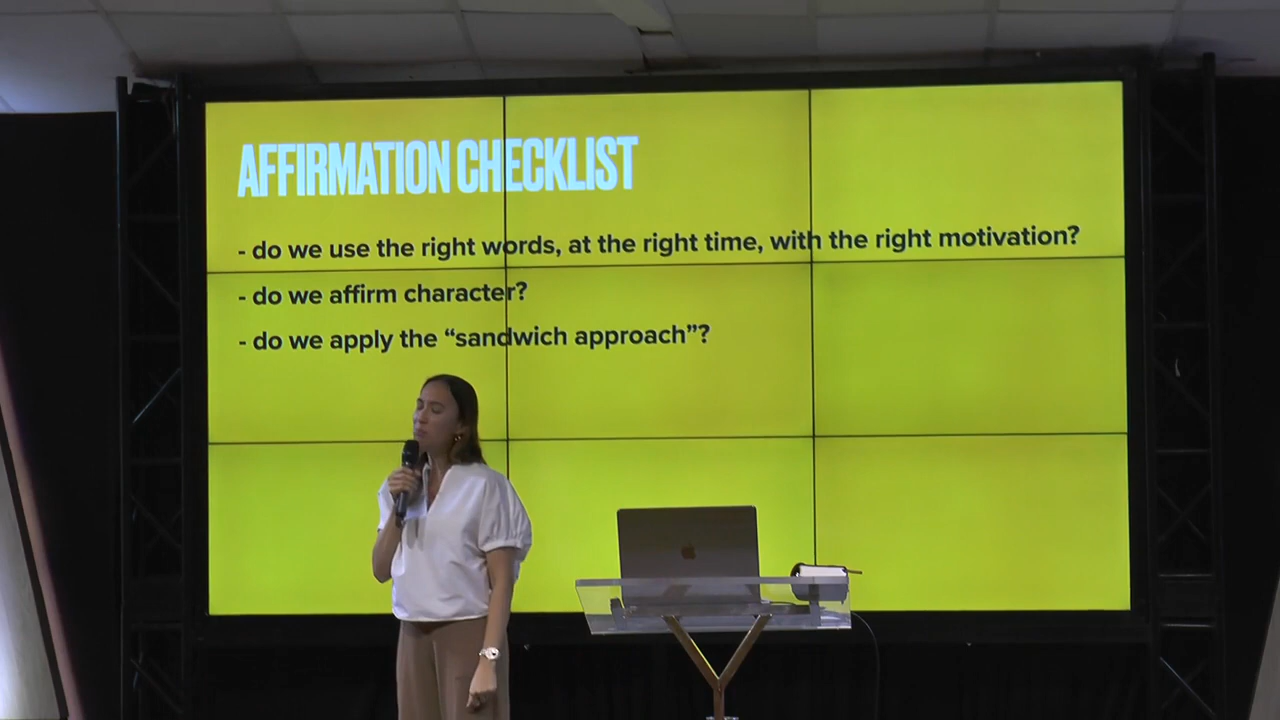 AFFIRMATION CHECKLIST
- do we use the right words, at the right time, with the right motivation?
- do we affirm character?
- do we apply the “sandwich approach”?